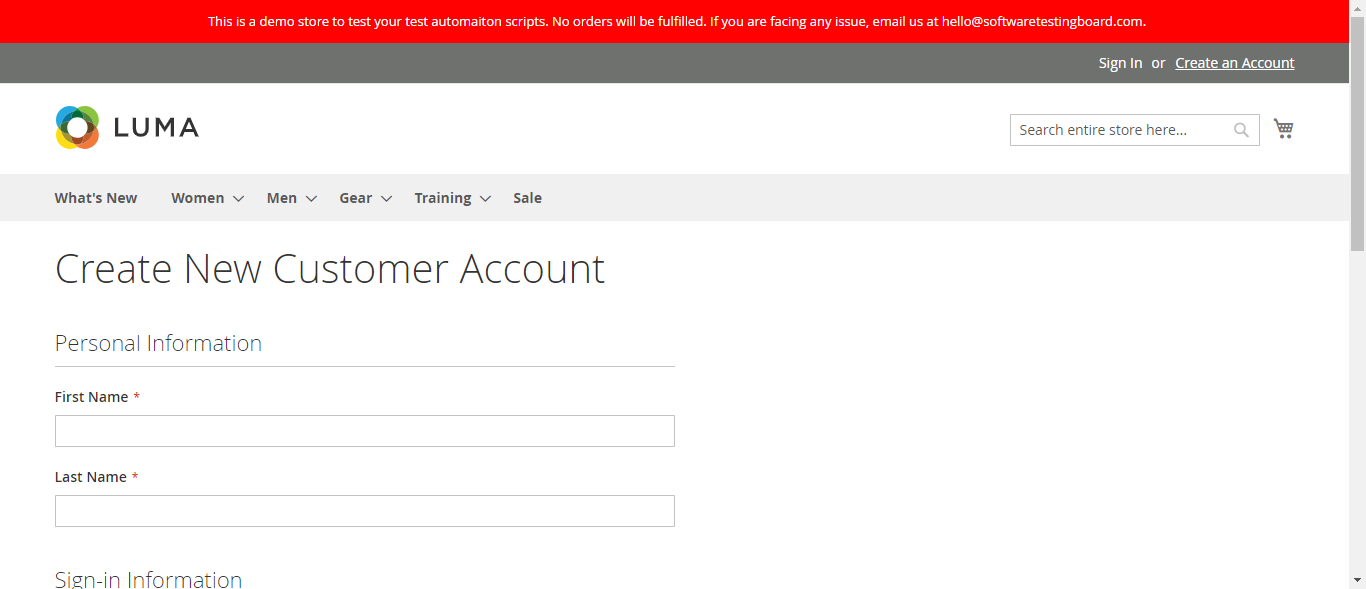 This is a demo store to test your test automaiton scripts. No orders will be fulfilled. If you are facing any issue, email us at hello@softwaretestingboard.com.
Sign In or Create an Account
LUMA
Search entire store here...
What's New Women Men Gear Training Sale
Create New Customer Account
Personal Information
First Name *
Last Name *
Sign-in Information